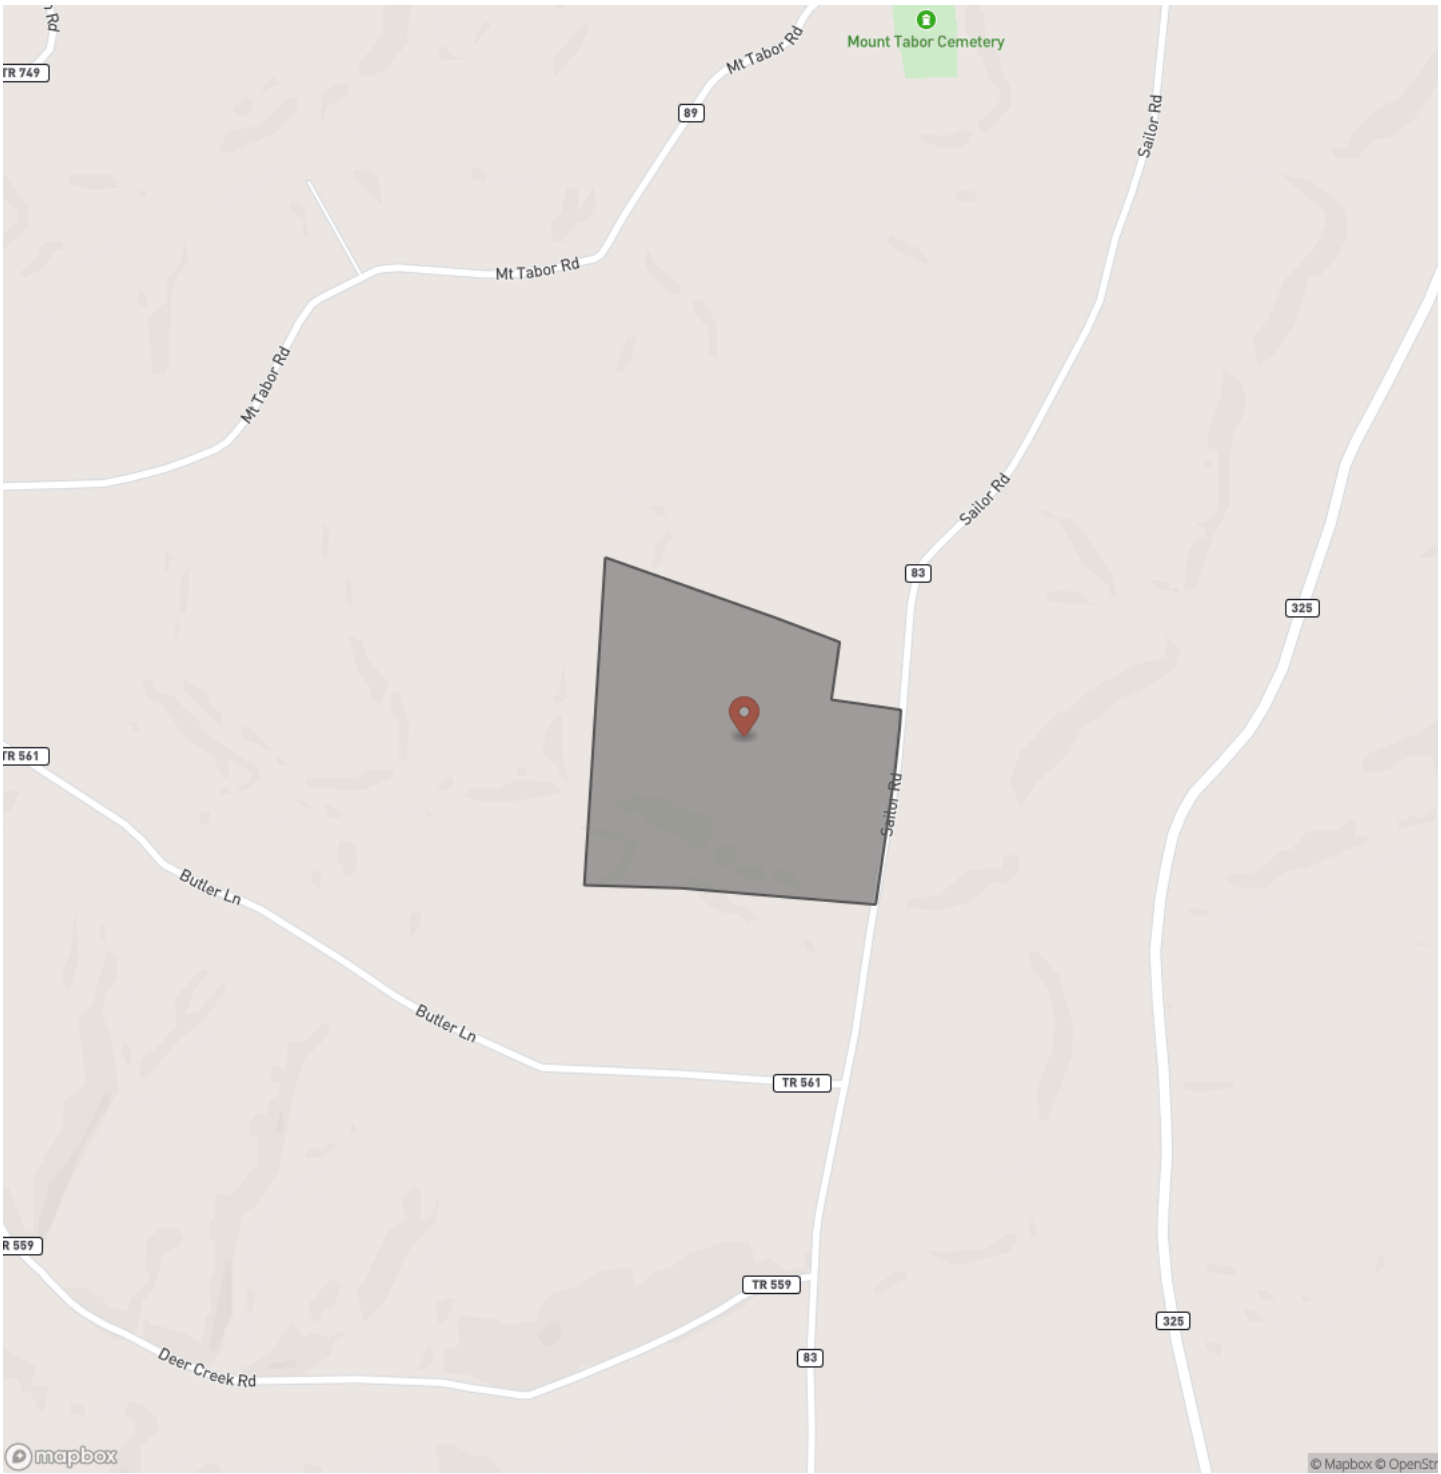 Rd
Mt Tabor Rd
Mount Tabor Cemetery
TR 749
89
Sailor Rd
Mt Tabor Rd
Mt Tabor Rd
Sailor Rd
83
325
TR 561
Sailor Rd
Butler Ln
Butler Ln
TR 561
R 559
TR 559
325
83
Deer Creek Rd
mapbox
© Mapbox © OpenStr